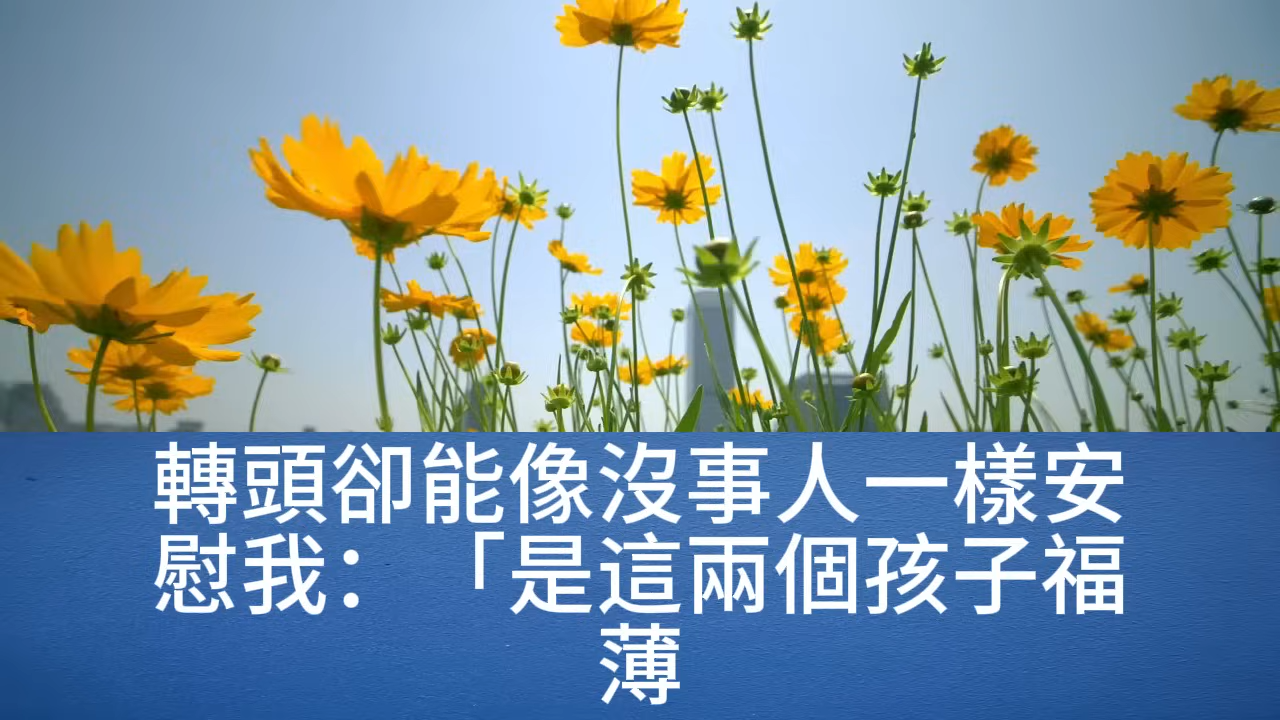 轉頭卻能像沒事人一樣安
慰我：「是這兩個孩子福
薄